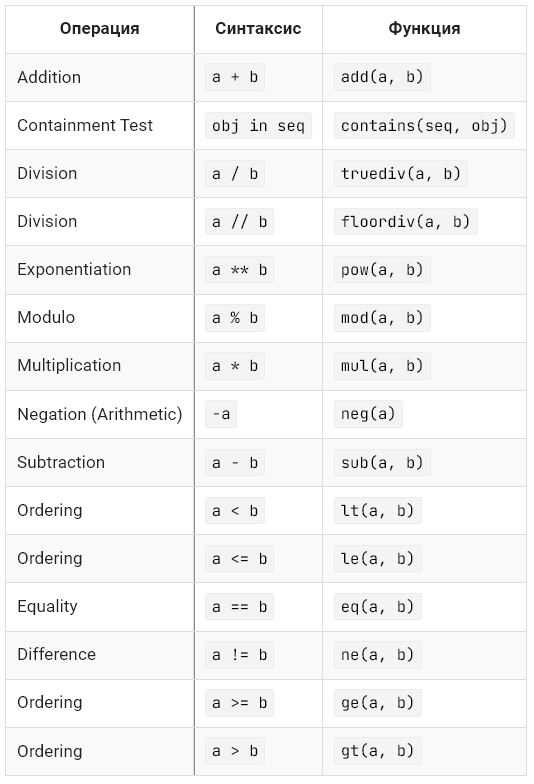 Операция Синтаксис Функция
Addition a + b add(a, b)
Containment Test obj in seq contains(seq, obj)
Division a / b truediv(a, b)
Division a // b floordiv(a, b)
Exponentiation a ** b pow(a, b)
Modulo a % b mod(a, b)
Multiplication a * b mul(a, b)
Negation (Arithmetic) -a neg(a)
Subtraction a - b sub(a, b)
Ordering a < b lt(a, b)
Ordering a <= b le(a, b)
Equality a == b eq(a, b)
Difference a != b ne(a, b)
Ordering a >= b ge(a, b)
Ordering a > b gt(a, b)